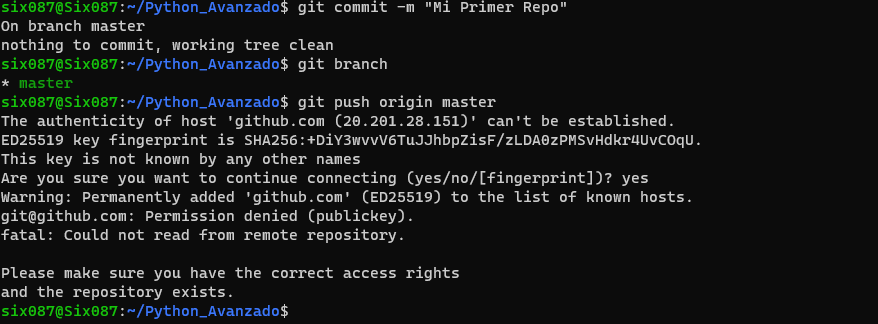 six087@Six087:~/Python_Avanzado$ git commit -m "Mi Primer Repo"
On branch master
nothing to commit, working tree clean
six087@Six087:~/Python_Avanzado$ git branch
* master
six087@Six087:~/Python_Avanzado$ git push origin master
The authenticity of host 'github.com (20.201.28.151)' can't be established.
ED25519 key fingerprint is SHA256:+DiY3wvvV6TuJJhbpZisF/zLDA0zPMSvHdkr4UvCOqU.
This key is not known by any other names
Are you sure you want to continue connecting (yes/no/[fingerprint])? yes
Warning: Permanently added 'github.com' (ED25519) to the list of known hosts.
git@github.com: Permission denied (publickey).
fatal: Could not read from remote repository.

Please make sure you have the correct access rights
and the repository exists.
six087@Six087:~/Python_Avanzado$